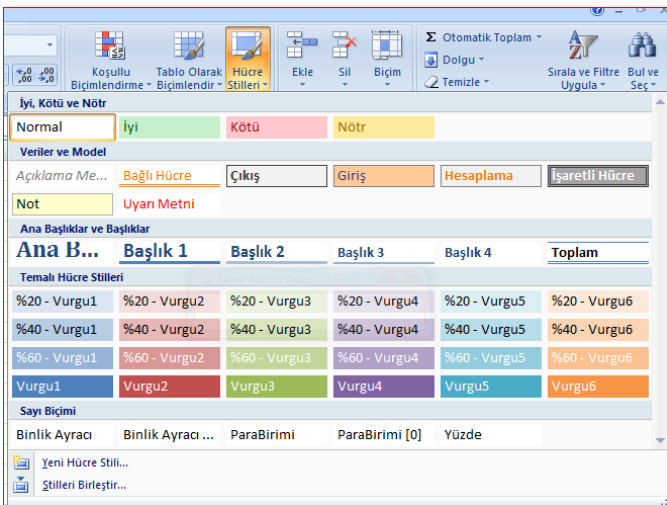 Σ Otomatik Toplam
Dolgu
Temizle
,0 ,00
,00 ,0
Koşullu Biçimlendirme
Tablo Olarak Biçimlendir
Hücre Stilleri
Ekle
Sil
Biçim
Sırala ve Filtre Uygula
Bul ve Seç
İyi, Kötü ve Nötr
Normal İyi Kötü Nötr
Veriler ve Model
Açıklama Me... Bağlı Hücre Çıkış Giriş Hesaplama İşaretli Hücre
Not Uyarı Metni
Ana Başlıklar ve Başlıklar
Ana B... Başlık 1 Başlık 2 Başlık 3 Başlık 4 Toplam
Temalı Hücre Stilleri
%20 - Vurgu1 %20 - Vurgu2 %20 - Vurgu3 %20 - Vurgu4 %20 - Vurgu5 %20 - Vurgu6
%40 - Vurgu1 %40 - Vurgu2 %40 - Vurgu3 %40 - Vurgu4 %40 - Vurgu5 %40 - Vurgu6
%60 - Vurgu1 %60 - Vurgu2 %60 - Vurgu3 %60 - Vurgu4 %60 - Vurgu5 %60 - Vurgu6
Vurgu1 Vurgu2 Vurgu3 Vurgu4 Vurgu5 Vurgu6
Sayı Biçimi
Binlik Ayracı Binlik Ayracı ... ParaBirimi ParaBirimi [0] Yüzde
Yeni Hücre Stili...
Stilleri Birleştir...